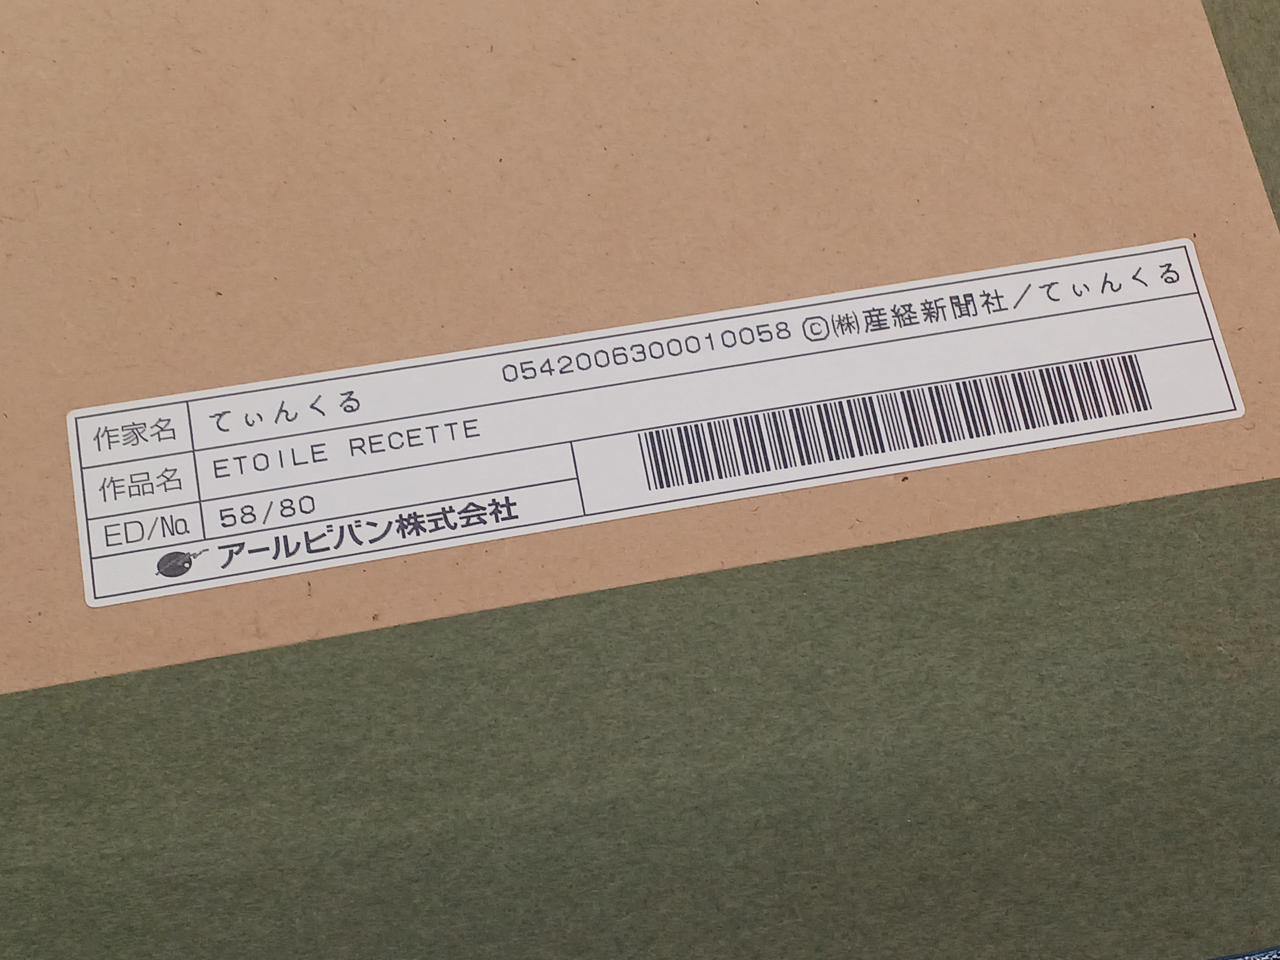 作家名 てぃんくる 0542006300010058 ©㈱産経新聞社／てぃんくる
作品名 ETOILE RECETTE
ED/No. 58/80
アールビバン株式会社